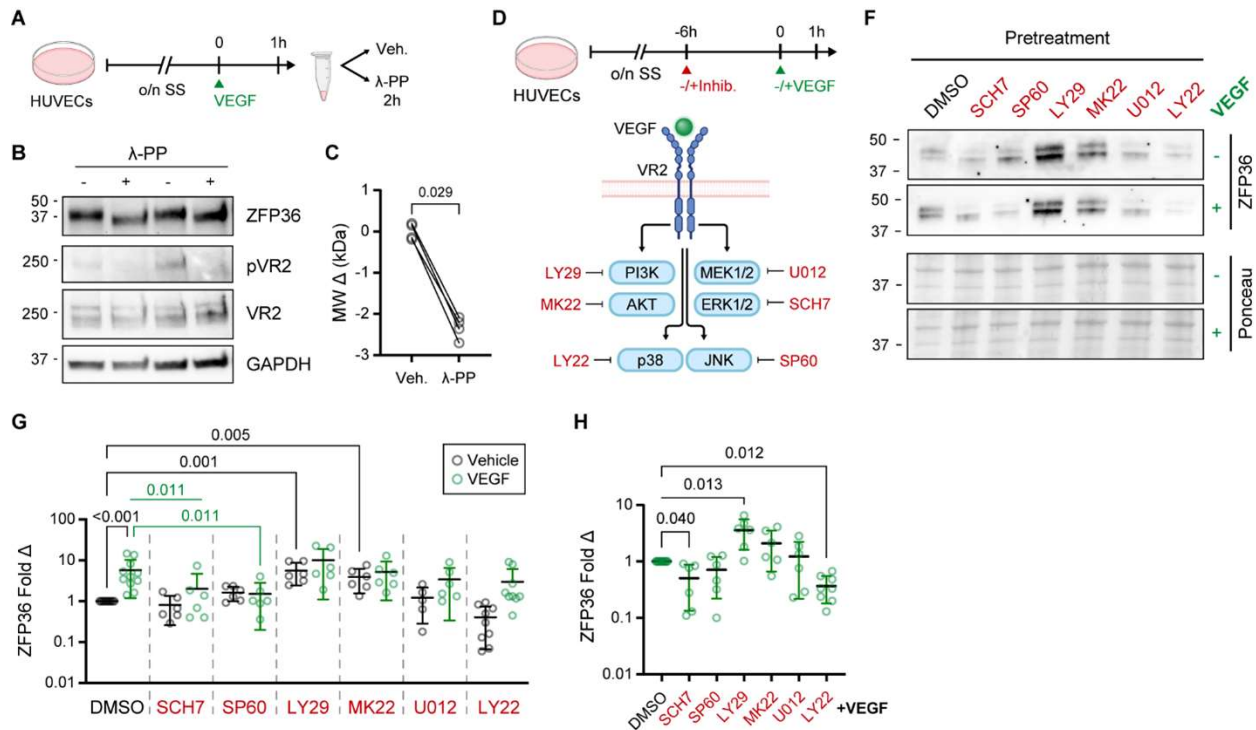 A
0
1h
Veh.
λ-PP
2h
HUVECs
o/n SS
VEGF
B
λ-PP
- + - +
50
37
ZFP36
250
pVR2
250
VR2
37
GAPDH
C
0.029
1
0
−1
−2
−3
MW Δ (kDa)
Veh. λ-PP
D
-6h
0
1h
HUVECs
o/n SS
-/+Inhib.
-/+VEGF
VEGF
VR2
LY29 PI3K MEK1/2 U012
MK22 AKT ERK1/2 SCH7
LY22 p38 JNK SP60
F
Pretreatment
DMSO SCH7 SP60 LY29 MK22 U012 LY22 VEGF
50 -
37 -
-
50 -
37 -
+
ZFP36
37 -
-
37 -
+
Ponceau
G
0.005
0.001
0.011
<0.001
0.011
Vehicle
VEGF
100
10
1
0.1
0.01
ZFP36 Fold Δ
DMSO SCH7 SP60 LY29 MK22 U012 LY22
H
0.012
0.013
0.040
10
1
0.1
0.01
ZFP36 Fold Δ
DMSO SCH7 SP60 LY29 MK22 U012 LY22 +VEGF